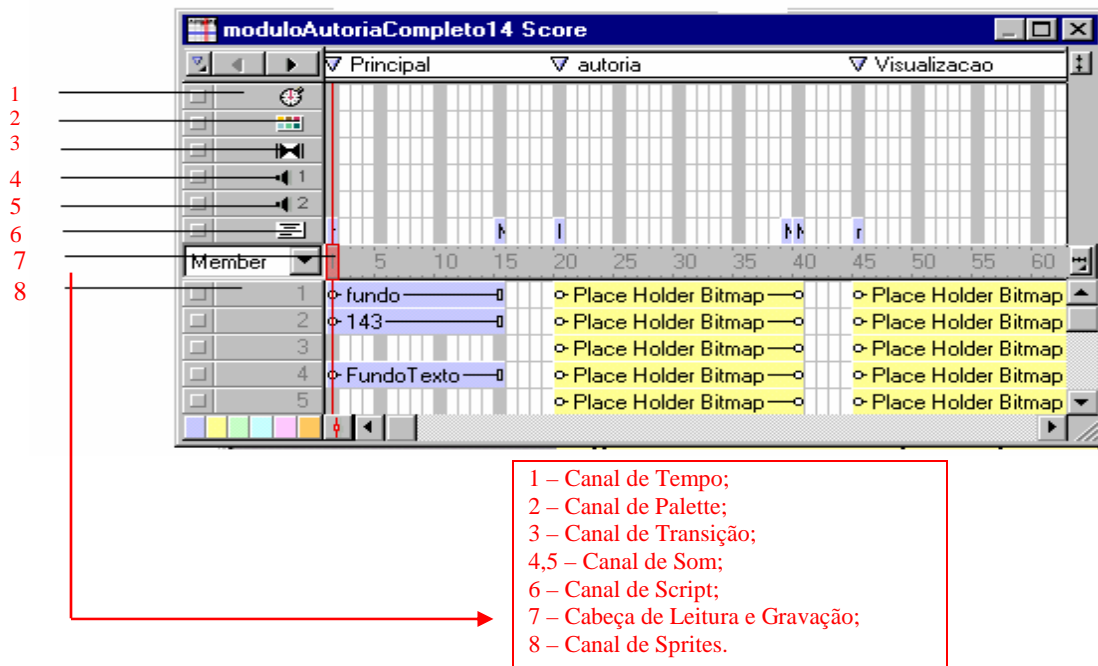 moduloAutoriaCompleto14 Score
Principal autoria Visualizacao
1
2
3
4 1
5 2
6
7 Member 5 10 15 20 25 30 35 40 45 50 55 60
8 1 fundo Place Holder Bitmap Place Holder Bitmap
2 143 Place Holder Bitmap Place Holder Bitmap
3 Place Holder Bitmap Place Holder Bitmap
4 FundoTexto Place Holder Bitmap Place Holder Bitmap
5 Place Holder Bitmap Place Holder Bitmap
1 – Canal de Tempo;
2 – Canal de Palette;
3 – Canal de Transição;
4,5 – Canal de Som;
6 – Canal de Script;
7 – Cabeça de Leitura e Gravação;
8 – Canal de Sprites.